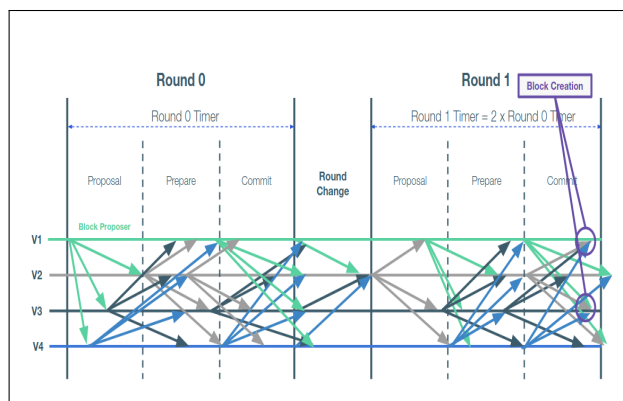 Round 0
Round 1
Block Creation
Round 0 Timer
Round 1 Timer = 2 x Round 0 Timer
Proposal
Prepare
Commit
Round
Change
Proposal
Prepare
Commit
Block Proposer
V1
V2
V3
V4